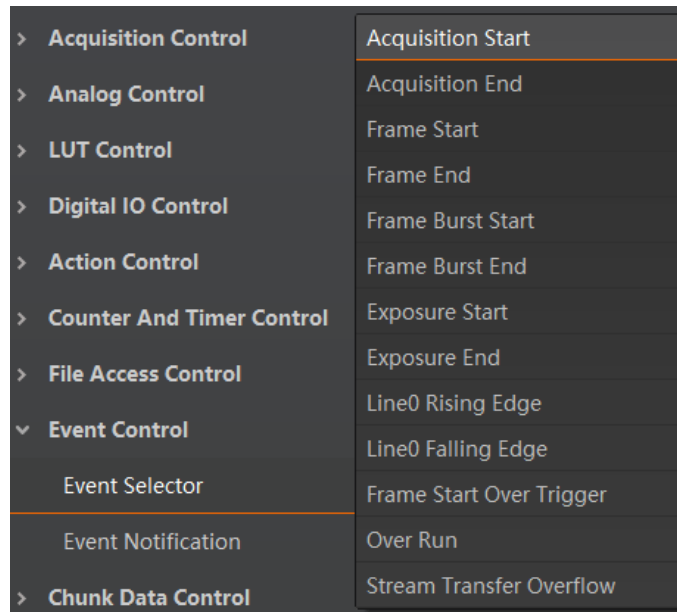 Acquisition Control
Analog Control
LUT Control
Digital IO Control
Action Control
Counter And Timer Control
File Access Control
Event Control
Event Selector
Event Notification
Chunk Data Control
Acquisition Start
Acquisition End
Frame Start
Frame End
Frame Burst Start
Frame Burst End
Exposure Start
Exposure End
Line0 Rising Edge
Line0 Falling Edge
Frame Start Over Trigger
Over Run
Stream Transfer Overflow